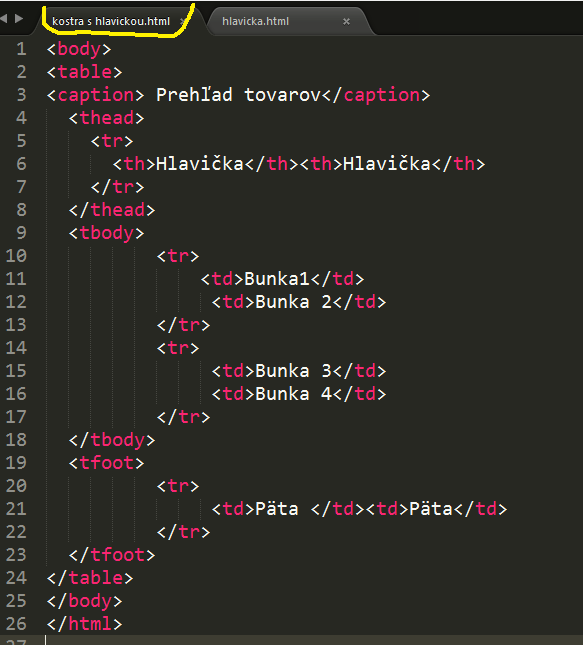 kostra s hlavickou.html × hlavicka.html ×
1 <body>
2 <table>
3 <caption> Prehľad tovarov</caption>
4 <thead>
5 <tr>
6 <th>Hlavička</th><th>Hlavička</th>
7 </tr>
8 </thead>
9 <tbody>
10 <tr>
11 <td>Bunka1</td>
12 <td>Bunka 2</td>
13 </tr>
14 <tr>
15 <td>Bunka 3</td>
16 <td>Bunka 4</td>
17 </tr>
18 </tbody>
19 <tfoot>
20 <tr>
21 <td>Päta </td><td>Päta</td>
22 </tr>
23 </tfoot>
24 </table>
25 </body>
26 </html>
27